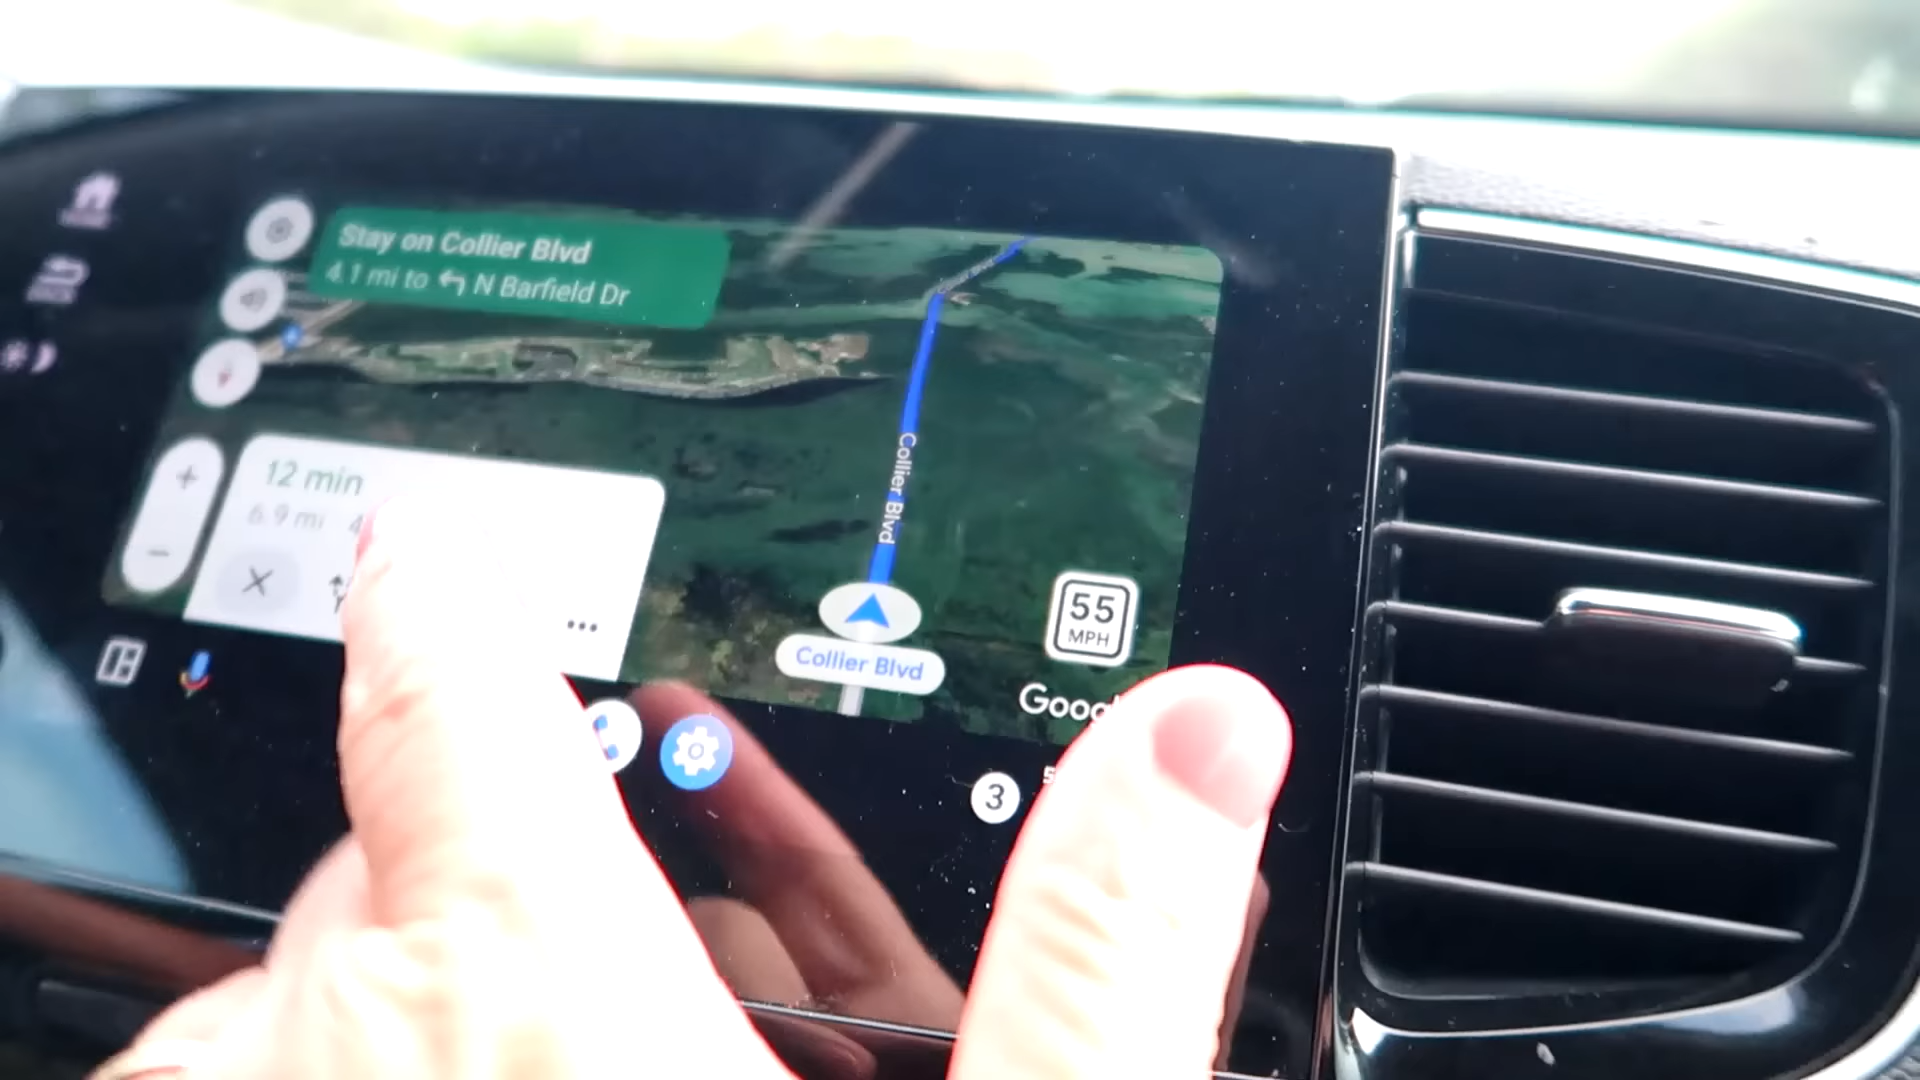 Stay on Collier Blvd
4.1 mi to N Barfield Dr
12 min
6.9 mi 4
Collier Blvd
55
MPH
Collier Blvd
3